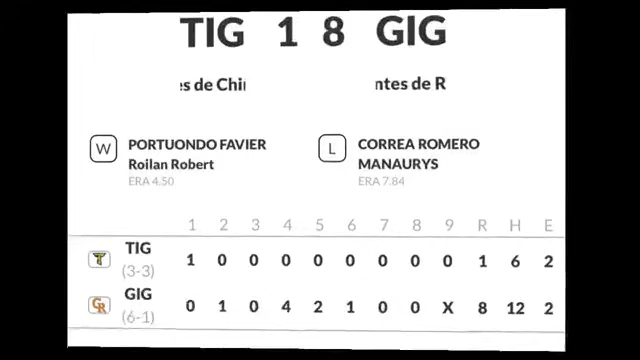 TIG 1 8 GIG
es de Chi
ntes de R
W PORTUONDO FAVIER
Roilan Robert
ERA 4.50
L CORREA ROMERO
MANAURYS
ERA 7.84
1 2 3 4 5 6 7 8 9 R H E
T TIG 1 0 0 0 0 0 0 0 0 1 6 2
(3-3)
GR GIG 0 1 0 4 2 1 0 0 X 8 12 2
(6-1)